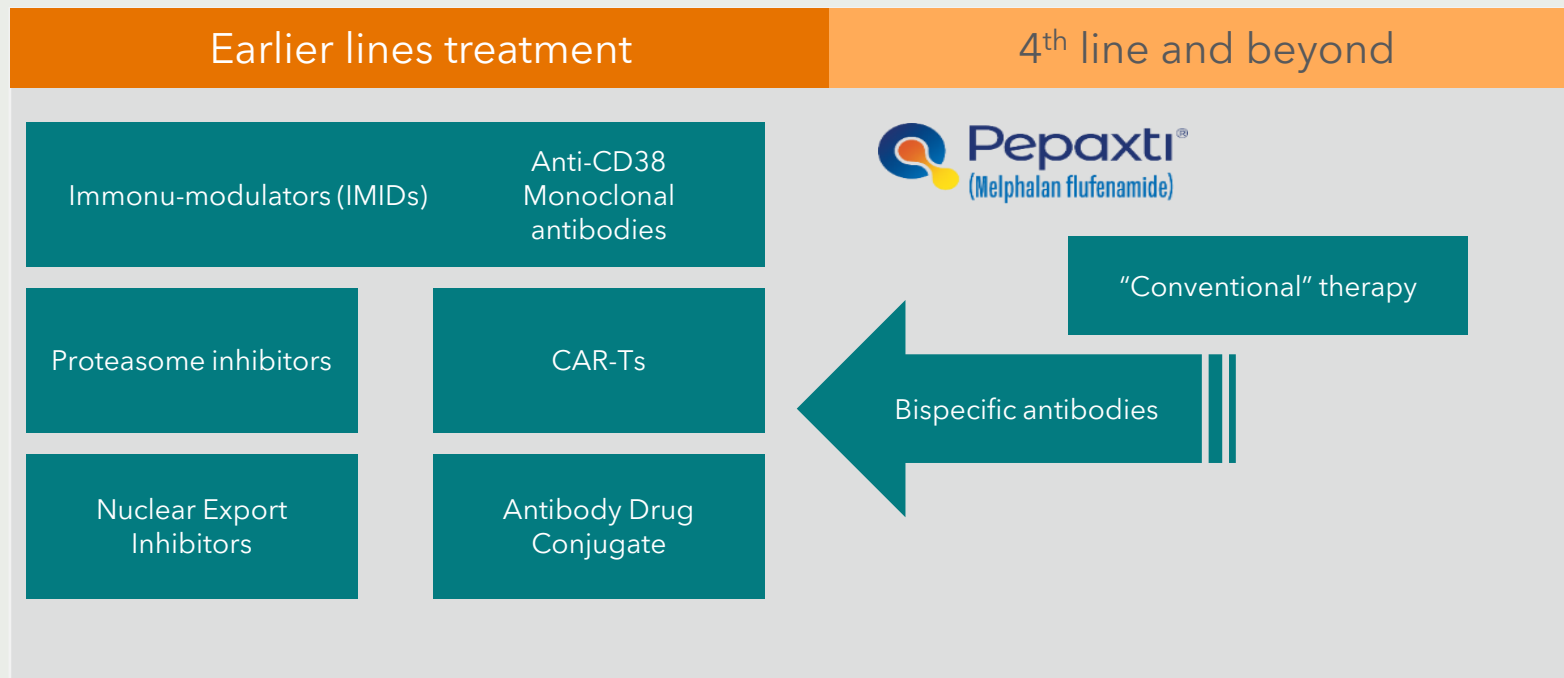 Earlier lines treatment
4th line and beyond
Immonu-modulators (IMIDs)
Anti-CD38
Monoclonal
antibodies
Pepaxti®
(Melphalan flufenamide)
"Conventional" therapy
Proteasome inhibitors
CAR-Ts
Bispecific antibodies
Nuclear Export
Inhibitors
Antibody Drug
Conjugate